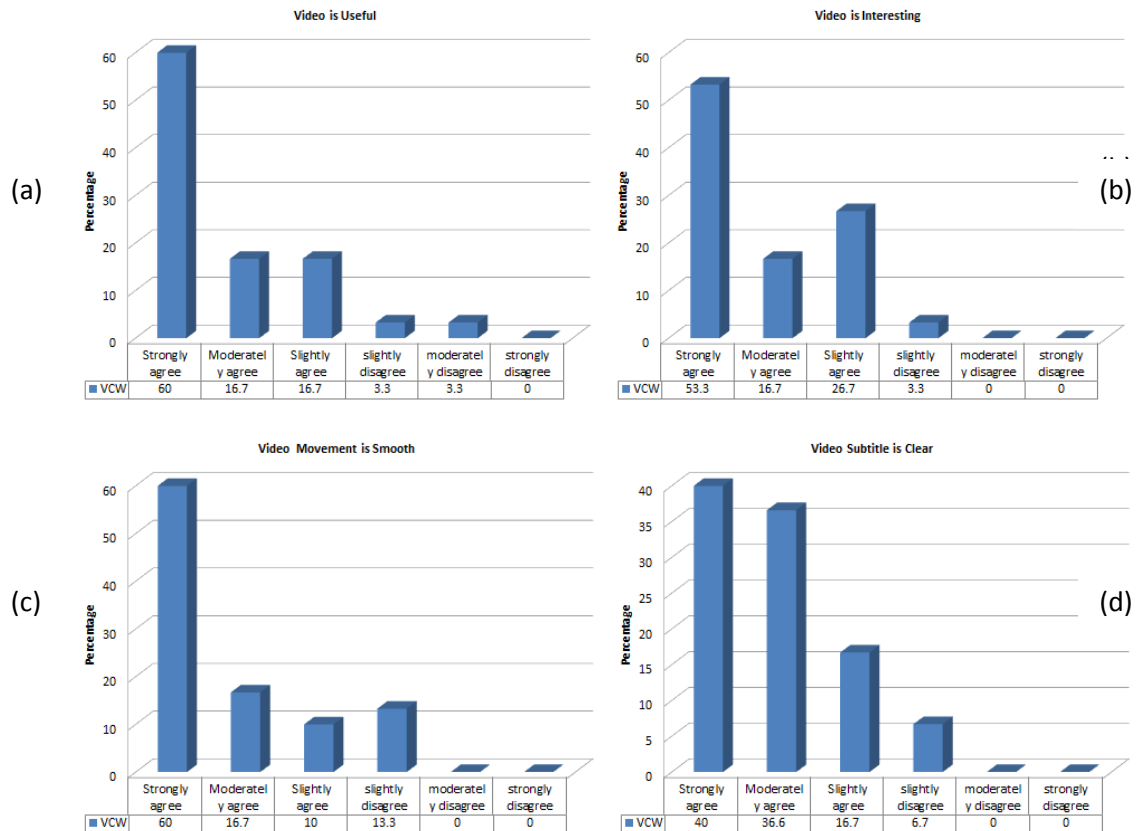 Video is Useful
60
50
40
30
20
10
0
Percentage
(a)
Strongly agree
Moderatel y agree
Slightly agree
slightly disagree
moderatel y disagree
strongly disagree
VCW 60 16.7 16.7 3.3 3.3 0
Video is Interesting
60
50
40
30
20
10
0
Percentage
(b)
Strongly agree
Moderatel y agree
Slightly agree
slightly disagree
moderatel y disagree
strongly disagree
VCW 53.3 16.7 26.7 3.3 0 0
Video Movement is Smooth
60
50
40
30
20
10
0
Percentage
(c)
Strongly agree
Moderatel y agree
Slightly agree
slightly disagree
moderatel y disagree
strongly disagree
VCW 60 16.7 10 13.3 0 0
Video Subtitle is Clear
40
35
30
25
20
15
10
5
0
Percentage
(d)
Strongly agree
Moderatel y agree
Slightly agree
slightly disagree
moderatel y disagree
strongly disagree
VCW 40 36.6 16.7 6.7 0 0